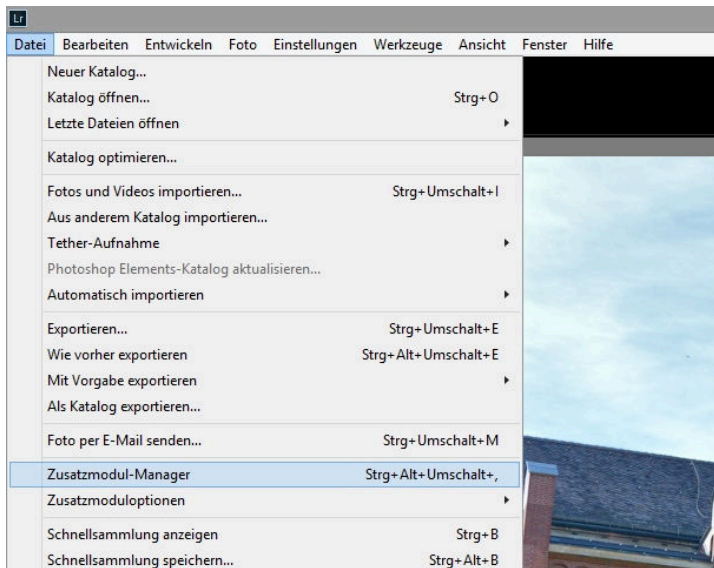 Lr
Datei Bearbeiten Entwickeln Foto Einstellungen Werkzeuge Ansicht Fenster Hilfe
Neuer Katalog...
Katalog öffnen... Strg+O
Letzte Dateien öffnen
Katalog optimieren...
Fotos und Videos importieren... Strg+Umschalt+I
Aus anderem Katalog importieren...
Tether-Aufnahme
Photoshop Elements-Katalog aktualisieren...
Automatisch importieren
Exportieren... Strg+Umschalt+E
Wie vorher exportieren Strg+Alt+Umschalt+E
Mit Vorgabe exportieren
Als Katalog exportieren...
Foto per E-Mail senden... Strg+Umschalt+M
Zusatzmodul-Manager Strg+Alt+Umschalt+,
Zusatzmoduloptionen
Schnellsammlung anzeigen Strg+B
Schnellsammlung speichern... Strg+Alt+B